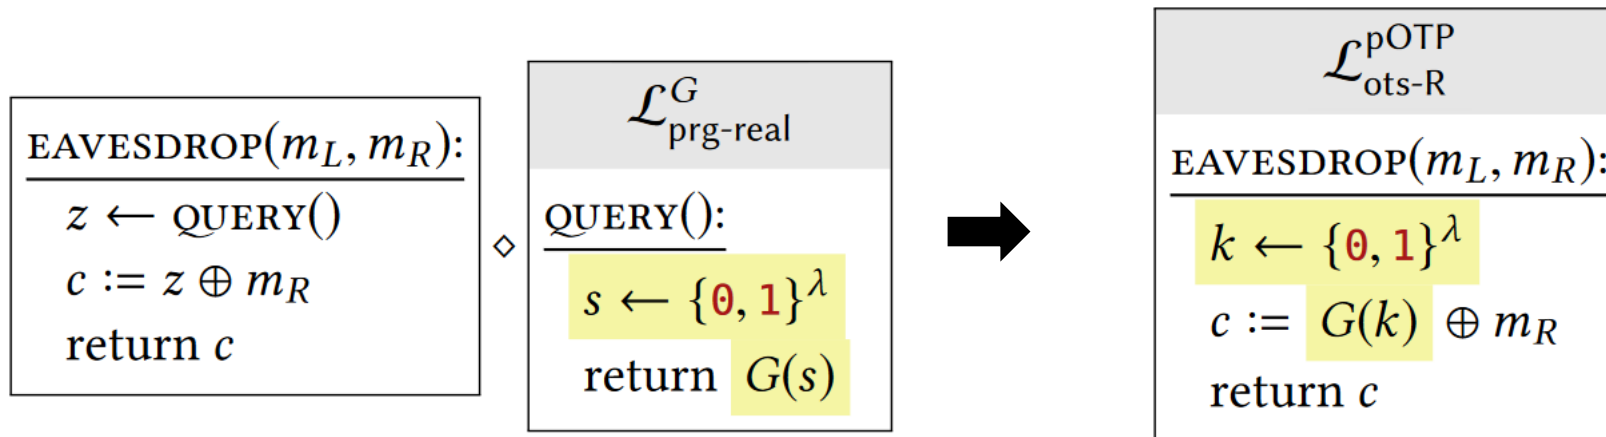 EAVESDROP(m_L, m_R):
z ← QUERY()
c := z ⊕ m_R
return c
⋄
ℒ^G_prg-real
QUERY():
s ← {0, 1}^λ
return G(s)
ℒ^pOTP_ots-R
EAVESDROP(m_L, m_R):
k ← {0, 1}^λ
c := G(k) ⊕ m_R
return c